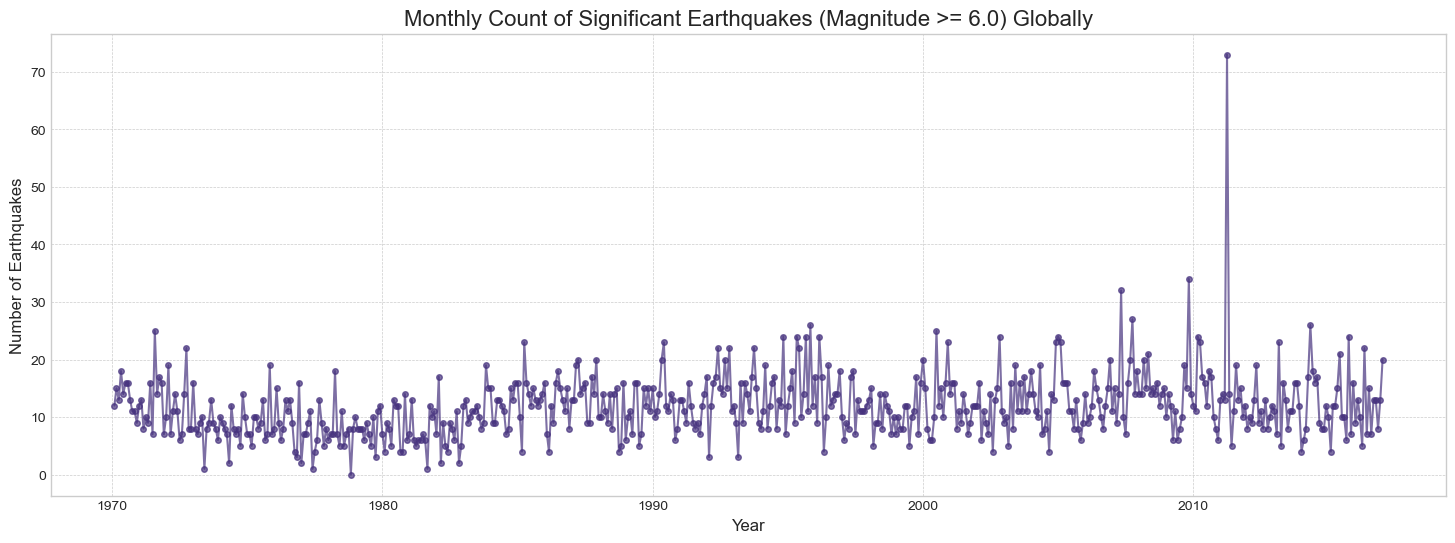 Monthly Count of Significant Earthquakes (Magnitude >= 6.0) Globally
Number of Earthquakes
70
60
50
40
30
20
10
0
1970 1980 1990 2000 2010
Year